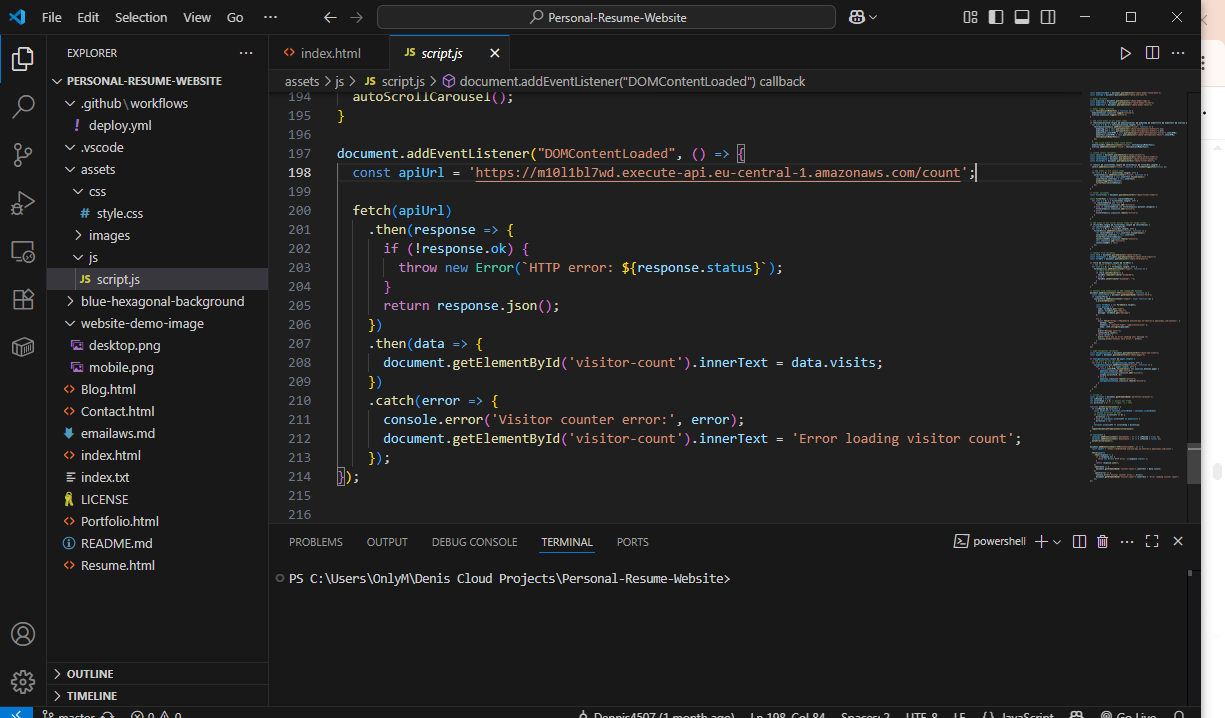 File Edit Selection View Go ··· Personal-Resume-Website
EXPLORER
PERSONAL-RESUME-WEBSITE
.github\workflows
deploy.yml
.vscode
assets
css
style.css
images
js
script.js
blue-hexagonal-background
website-demo-image
desktop.png
mobile.png
Blog.html
Contact.html
emailaws.md
index.html
index.txt
LICENSE
Portfolio.html
README.md
Resume.html
OUTLINE
TIMELINE
index.html JS script.js
assets > js > JS script.js > document.addEventListener("DOMContentLoaded") callback
194 autoScrollCarousel();
195 }
196
197 document.addEventListener("DOMContentLoaded", () => {
198 const apiUrl = 'https://m10l1bl7wd.execute-api.eu-central-1.amazonaws.com/count';
199
200 fetch(apiUrl)
201 .then(response => {
202 if (!response.ok) {
203 throw new Error(`HTTP error: ${response.status}`);
204 }
205 return response.json();
206 })
207 .then(data => {
208 document.getElementById('visitor-count').innerText = data.visits;
209 })
210 .catch(error => {
211 console.error('Visitor counter error:', error);
212 document.getElementById('visitor-count').innerText = 'Error loading visitor count';
213 });
214 });
215
216
PROBLEMS OUTPUT DEBUG CONSOLE TERMINAL PORTS powershell
PS C:\Users\OnlyM\Denis Cloud Projects\Personal-Resume-Website>
master 0 0 Dennis4507 (1 month ago) Ln 198, Col 84 Spaces: 2 UTF-8 LF {} JavaScript Go Live